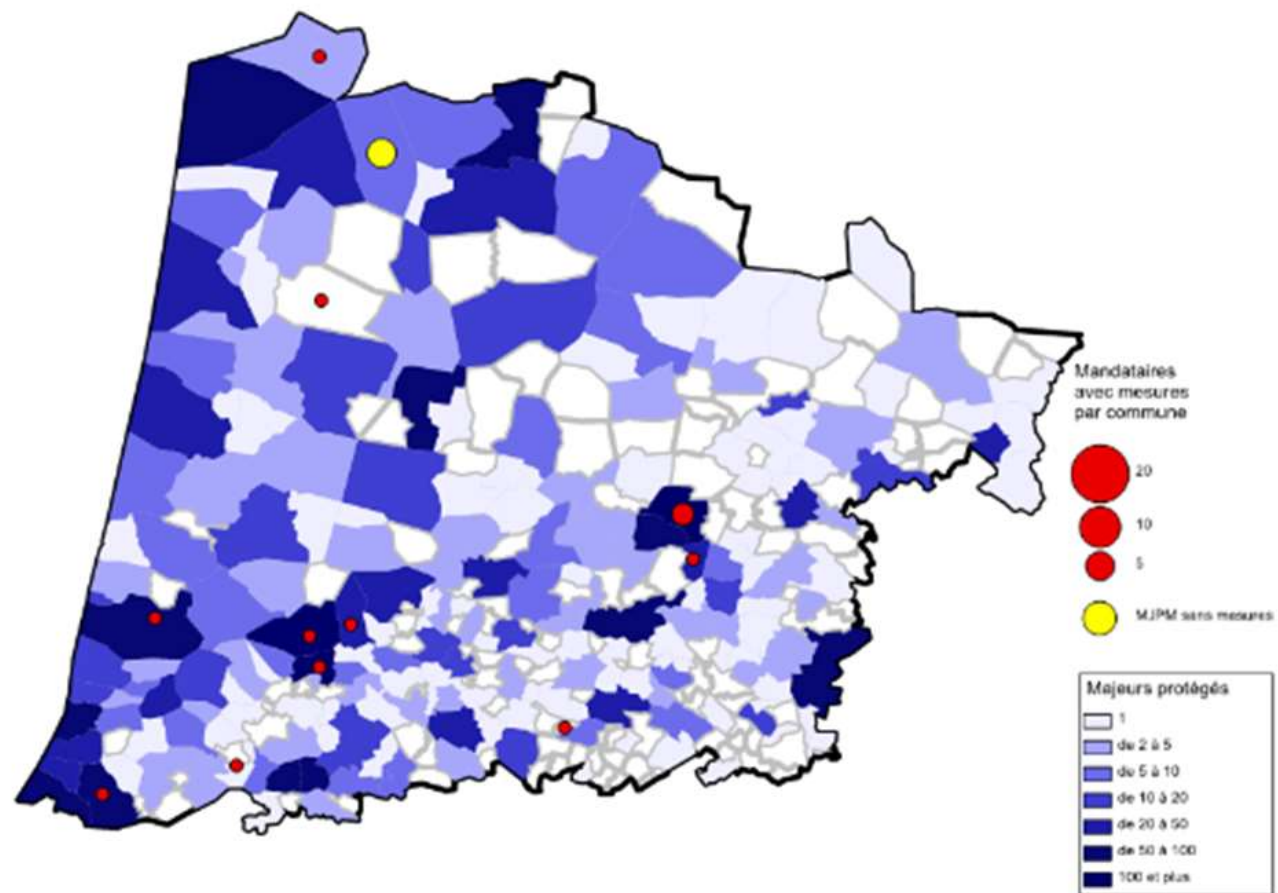 Mandataires
avec mesures
par commune
20
10
5
MJPM sans mesures
Majeurs protégés
1
de 2 à 5
de 5 à 10
de 10 à 20
de 20 à 50
de 50 à 100
100 et plus